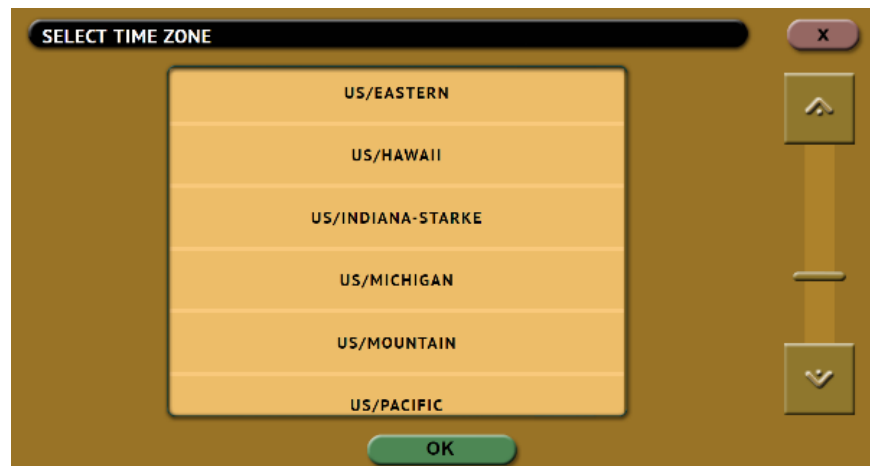 SELECT TIME ZONE
X
US/EASTERN
US/HAWAII
US/INDIANA-STARKE
US/MICHIGAN
US/MOUNTAIN
US/PACIFIC
OK